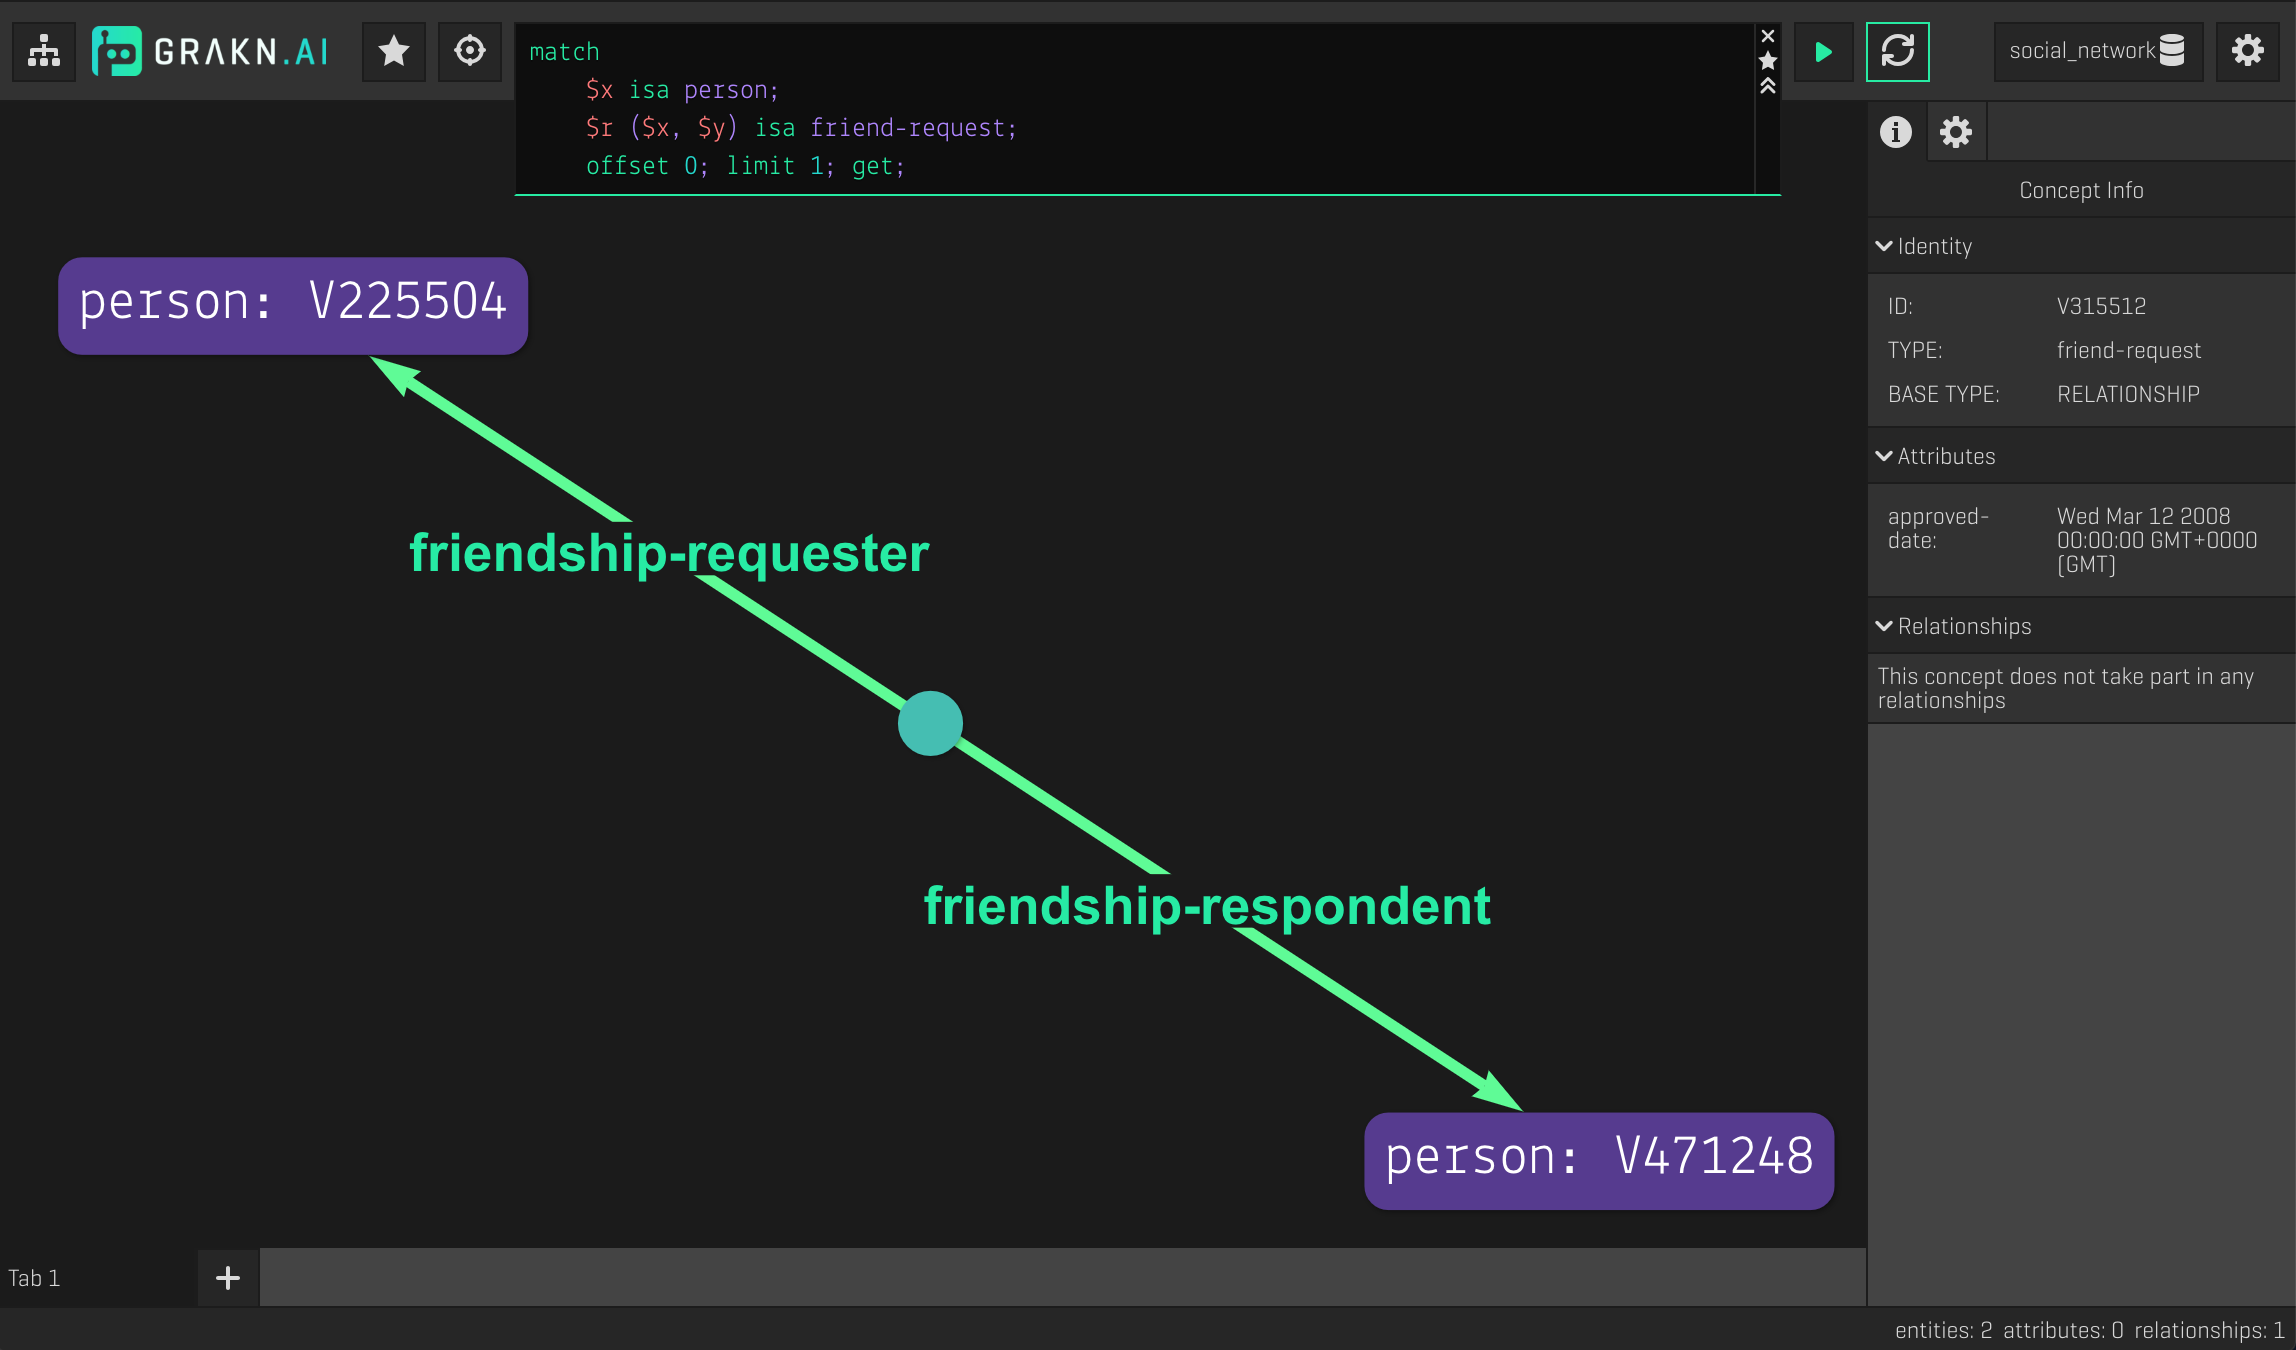 GRAKN.AI
match
$x isa person;
$r ($x, $y) isa friend-request;
offset 0; limit 1; get;
social_network
Concept Info
Identity
ID: V315512
TYPE: friend-request
BASE TYPE: RELATIONSHIP
Attributes
approved-date: Wed Mar 12 2008
00:00:00 GMT+0000
(GMT)
Relationships
This concept does not take part in any
relationships
person: V225504
friendship-requester
friendship-respondent
person: V471248
Tab 1
entities: 2 attributes: 0 relationships: 1